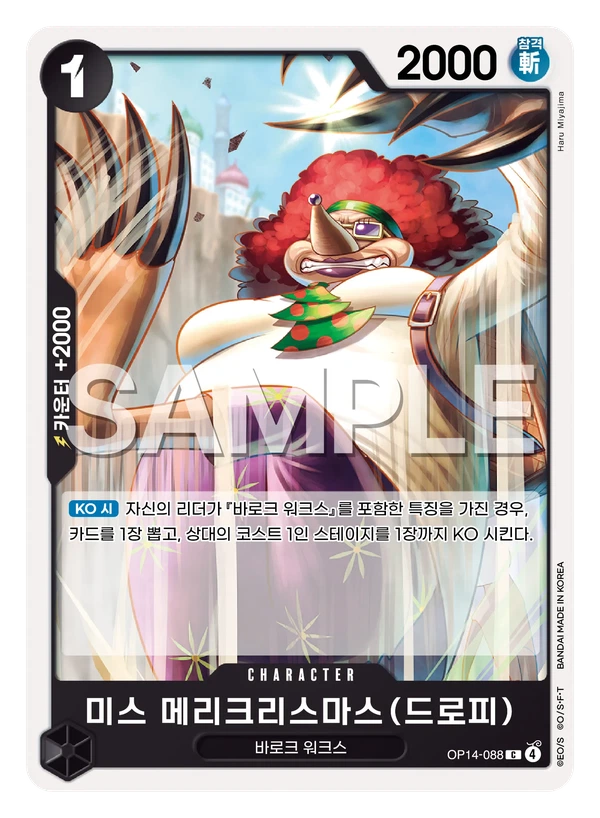 1
2000
참격
斬
Haru Miyajima
카운터 +2000
SAMPLE
KO 시 자신의 리더가 『바로크 워크스』를 포함한 특징을 가진 경우,
카드를 1장 뽑고, 상대의 코스트 1인 스테이지를 1장까지 KO 시킨다.
CHARACTER
미스 메리크리스마스(드로피)
바로크 워크스
OP14-088 C 4
©EO/S ©O/S·F·T BANDAI MADE IN KOREA